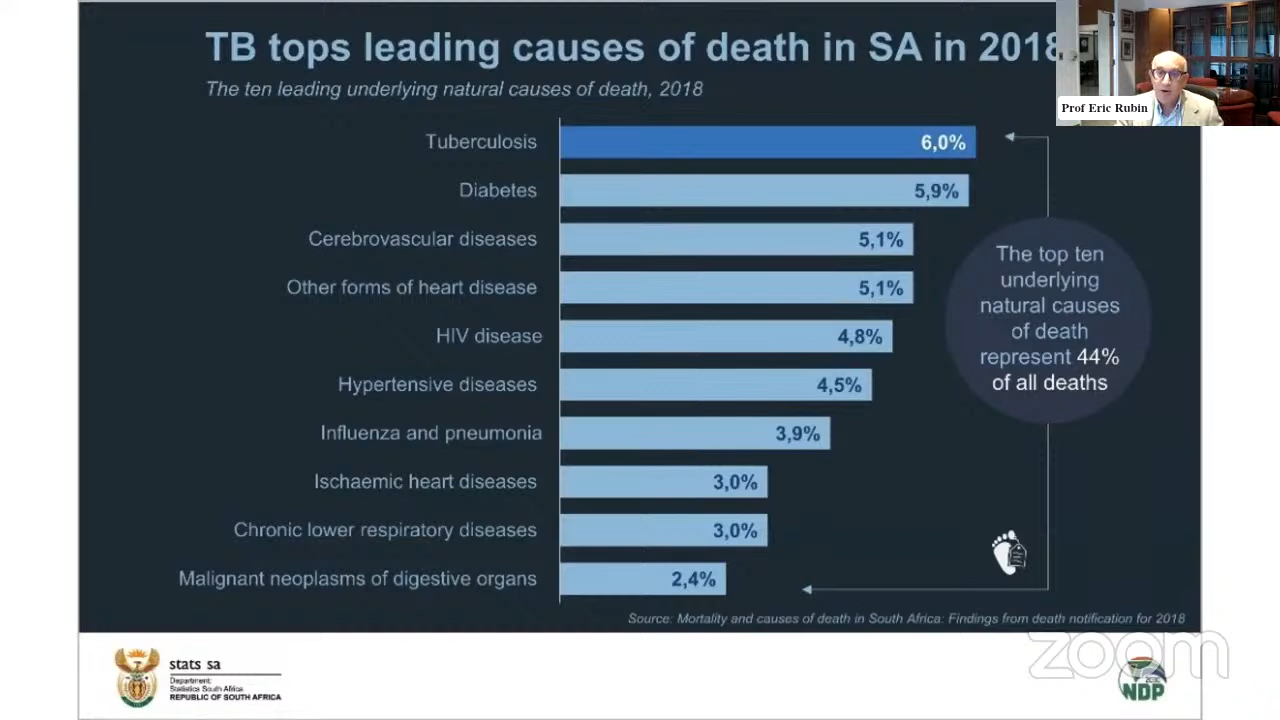 TB tops leading causes of death in SA in 2018
The ten leading underlying natural causes of death, 2018
Prof Eric Rubin
Tuberculosis 6,0%
Diabetes 5,9%
Cerebrovascular diseases 5,1%
Other forms of heart disease 5,1%
HIV disease 4,8%
Hypertensive diseases 4,5%
Influenza and pneumonia 3,9%
Ischaemic heart diseases 3,0%
Chronic lower respiratory diseases 3,0%
Malignant neoplasms of digestive organs 2,4%
The top ten
underlying
natural causes
of death
represent 44%
of all deaths
Source: Mortality and causes of death in South Africa: Findings from death notification for 2018
stats sa
Department:
Statistics South Africa
REPUBLIC OF SOUTH AFRICA
zoom
NDP